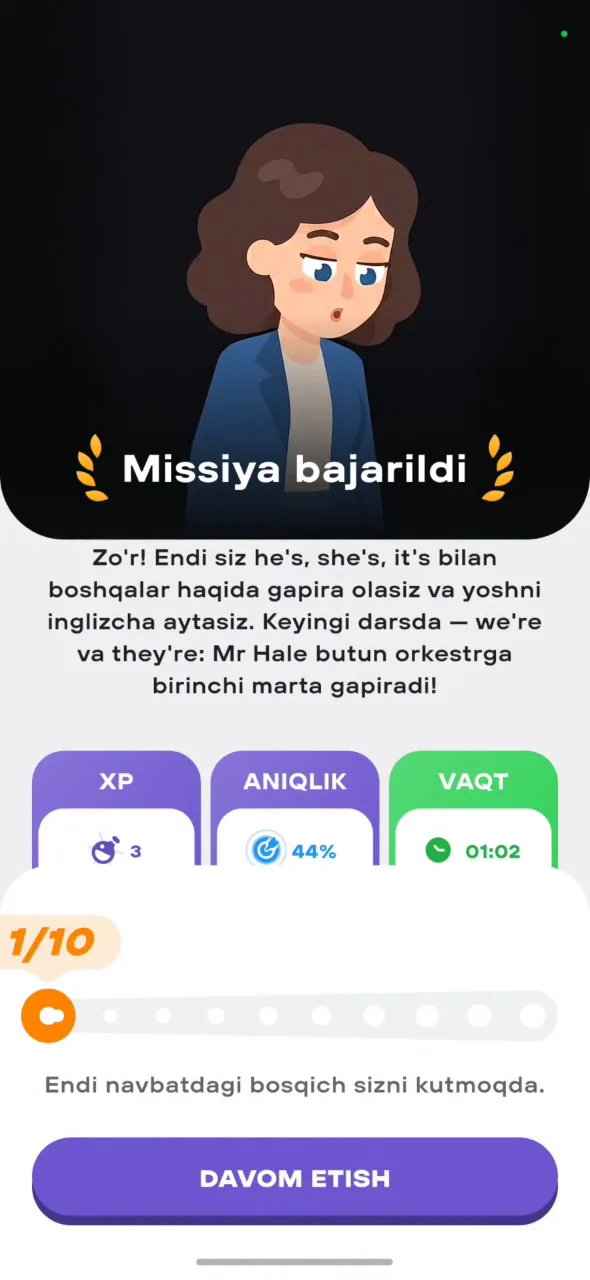 Missiya bajarildi
Zo'r! Endi siz he's, she's, it's bilan
boshqalar haqida gapira olasiz va yoshni
inglizcha aytasiz. Keyingi darsda — we're
va they're: Mr Hale butun orkestrga
birinchi marta gapiradi!
XP
ANIQLIK
VAQT
3
44%
01:02
1/10
Endi navbatdagi bosqich sizni kutmoqda.
DAVOM ETISH